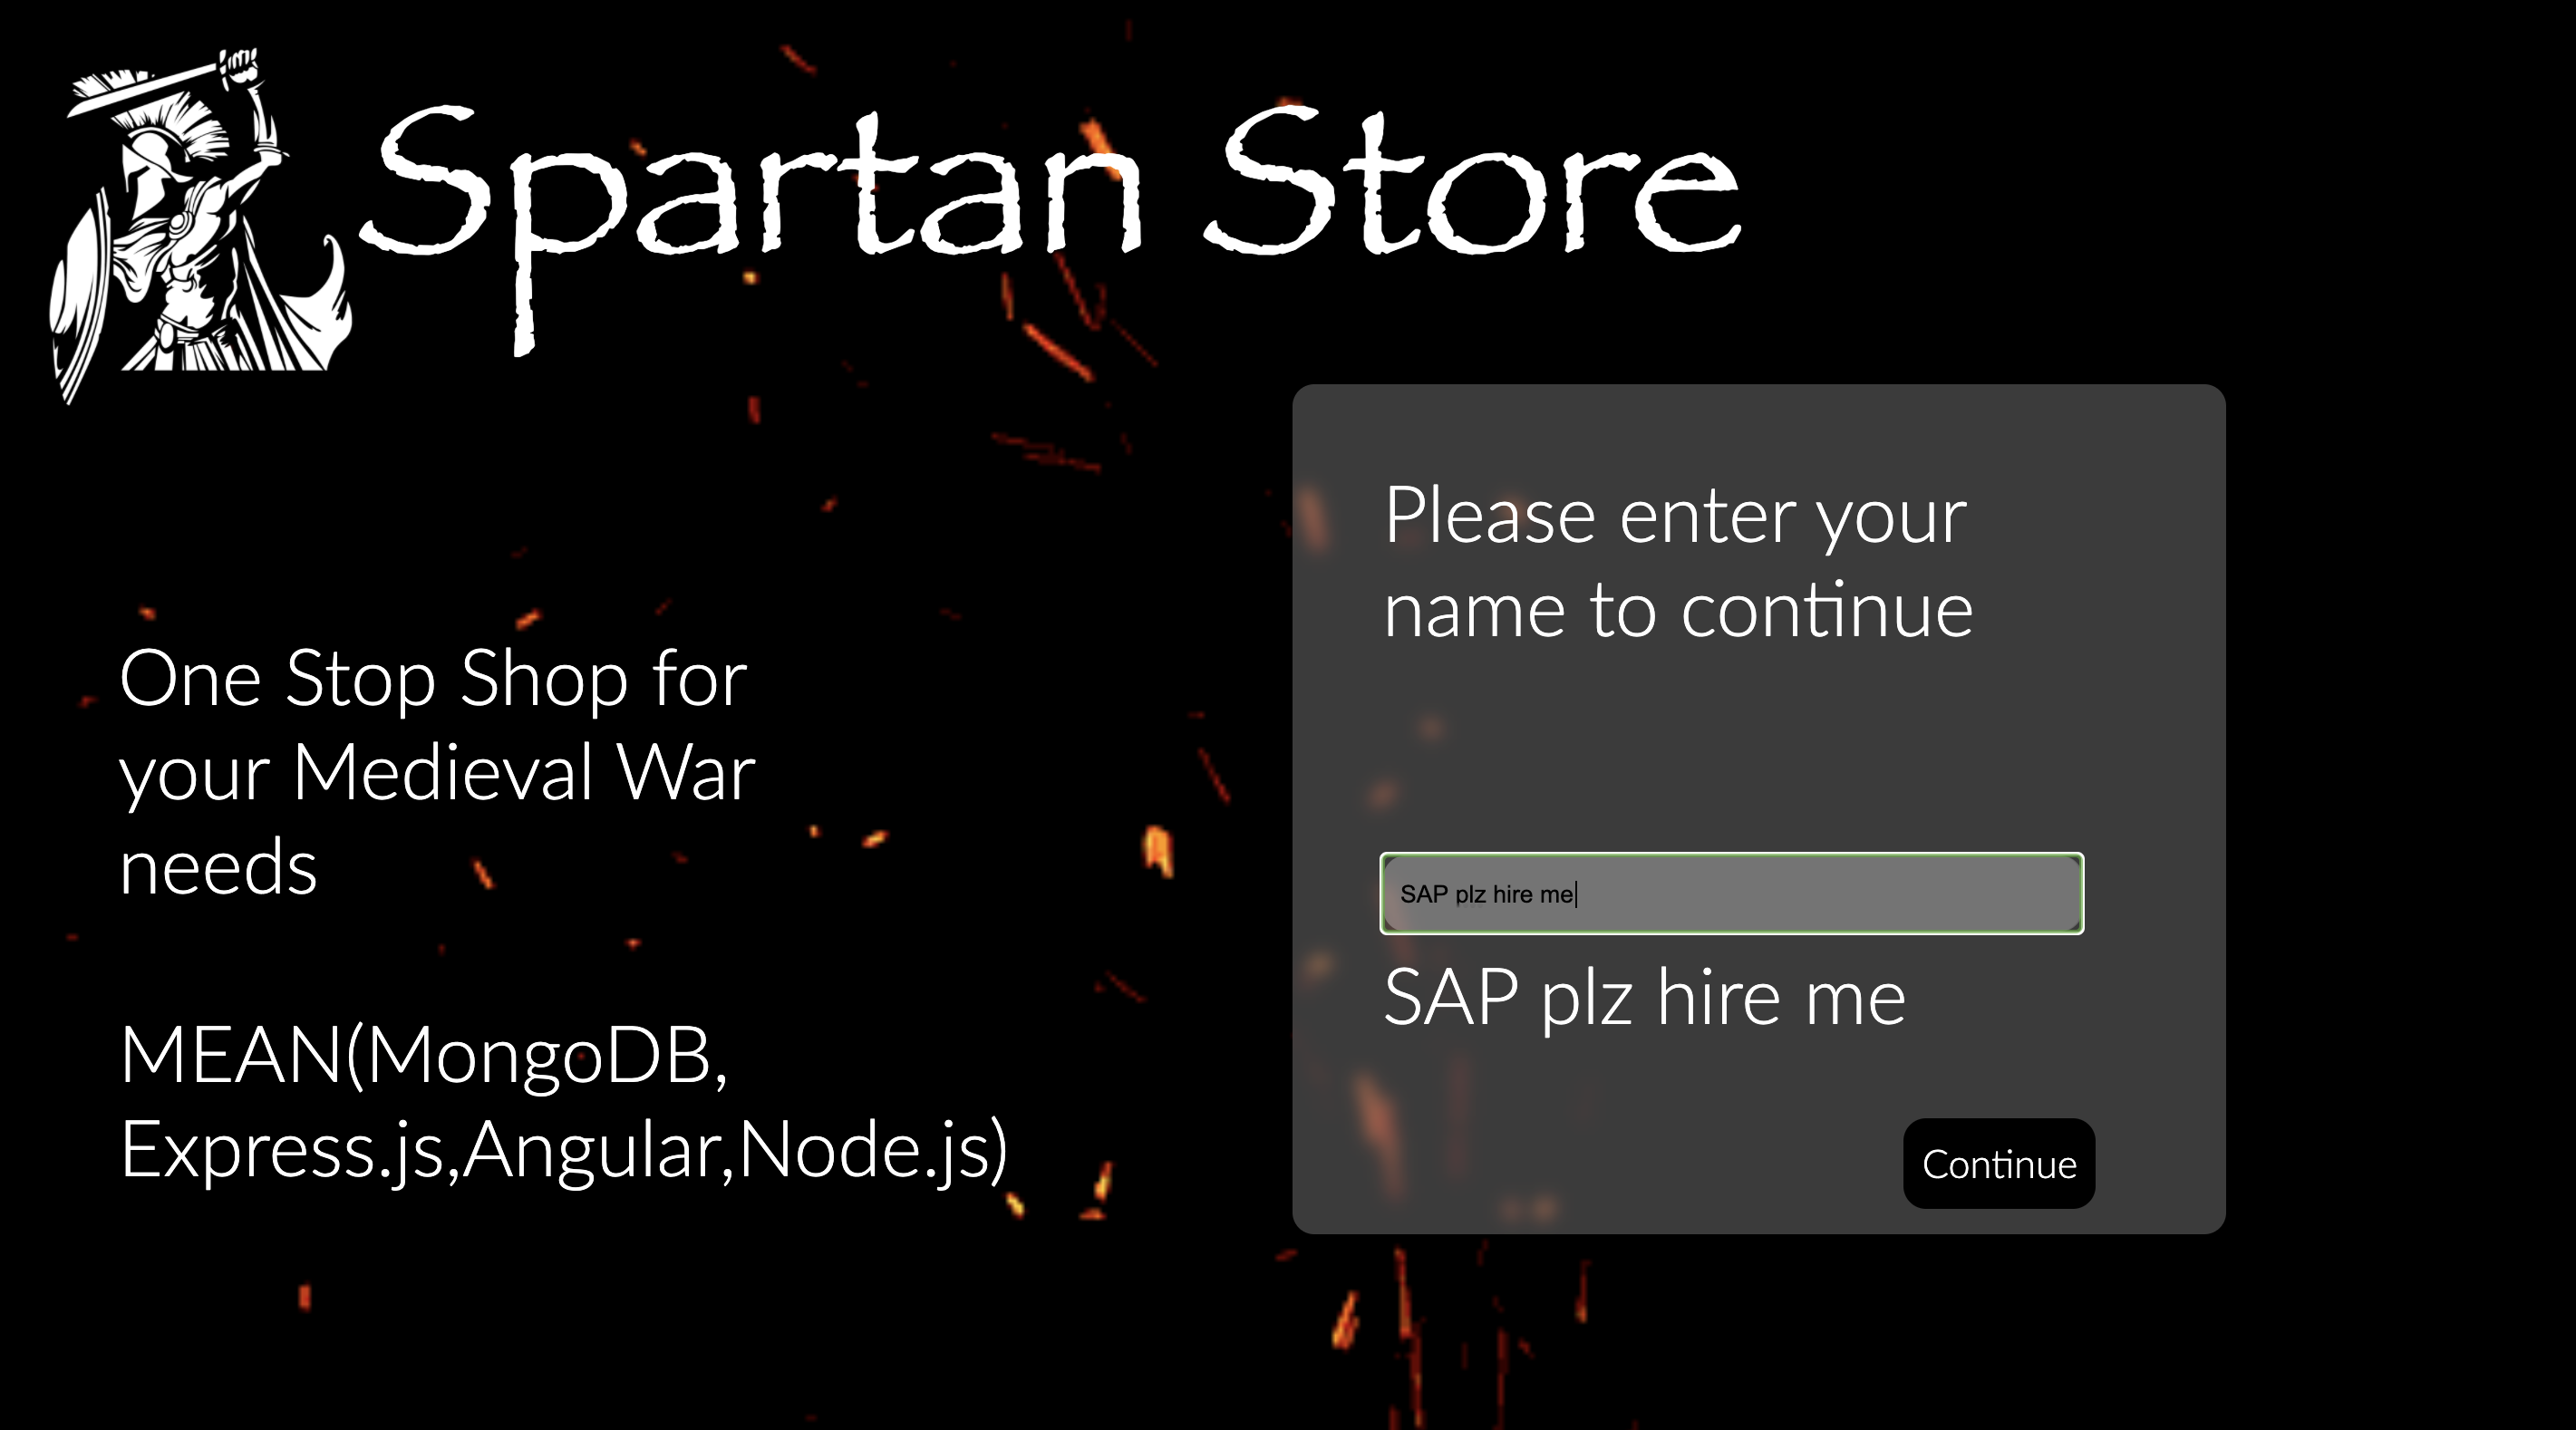 Spartan Store
One Stop Shop for
your Medieval War
needs
MEAN(MongoDB,
Express.js,Angular,Node.js)
Please enter your
name to continue
SAP plz hire me
SAP plz hire me
Continue